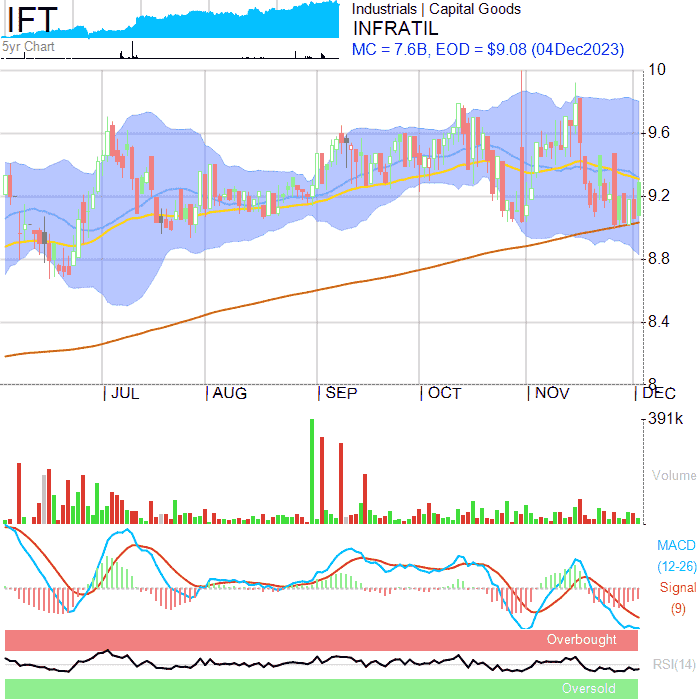 IFT
5yr Chart
Industrials | Capital Goods
INFRATIL
MC = 7.6B, EOD = $9.08 (04Dec2023)
10
9.6
9.2
8.8
8.4
8
JUL
AUG
SEP
OCT
NOV
DEC
391k
Volume
MACD
(12-26)
Signal
(9)
Overbought
RSI(14)
Oversold